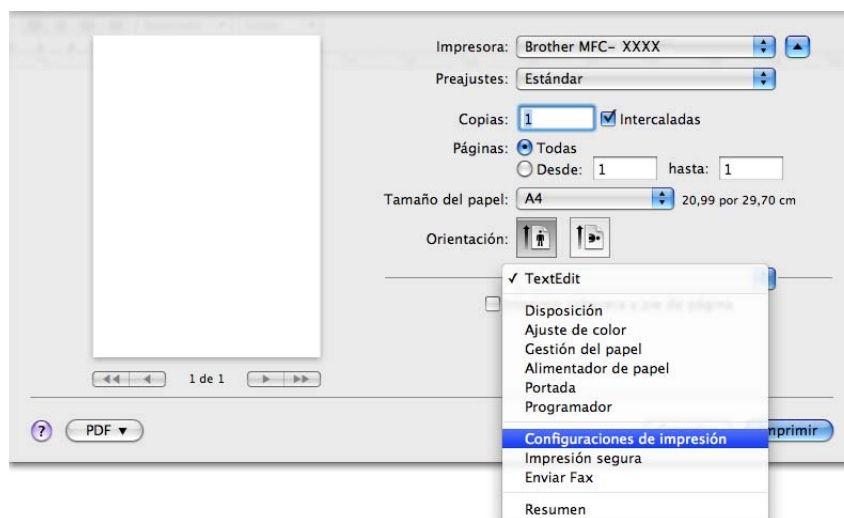 Impresora: Brother MFC- XXXX
Preajustes: Estándar
Copias: 1 Intercaladas
Páginas: Todas
Desde: 1 hasta: 1
Tamaño del papel: A4 20,99 por 29,70 cm
Orientación:
✓ TextEdit
Disposición
Ajuste de color
Gestión del papel
Alimentador de papel
Portada
Programador
Configuraciones de impresión
Impresión segura
Enviar Fax
Resumen
1 de 1
? PDF ▼ mprimir